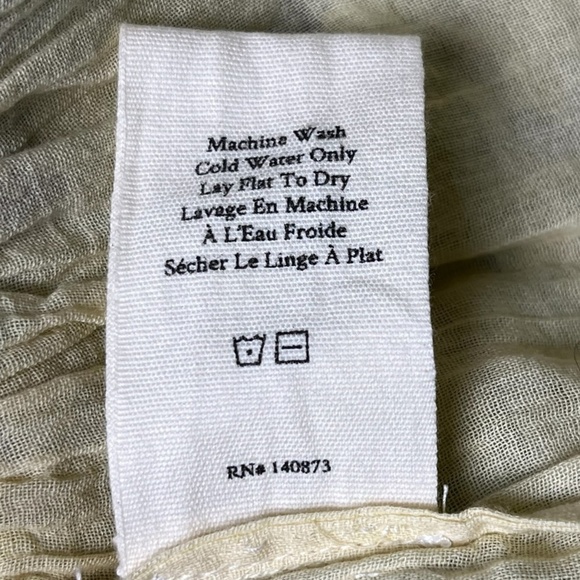 Machine Wash
Cold Water Only
Lay Flat To Dry
Lavage En Machine
À L'Eau Froide
Sécher Le Linge À Plat
RN# 140873